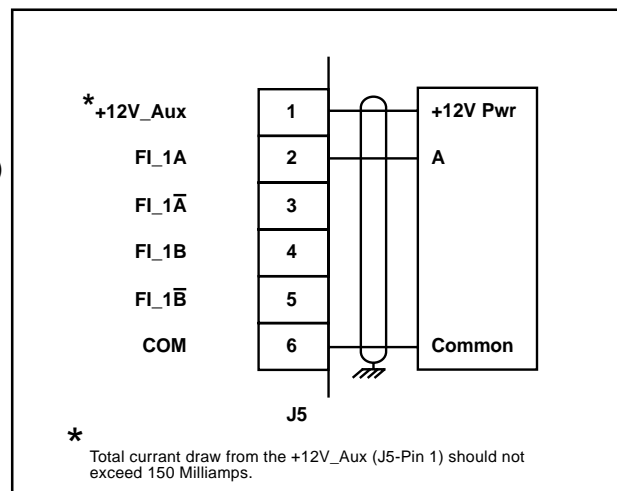 *+12V_Aux 1 +12V Pwr
FI_1A 2 A
FI_1A̅ 3
FI_1B 4
FI_1B̅ 5
COM 6 Common
J5
*
Total currant draw from the +12V_Aux (J5-Pin 1) should not
exceed 150 Milliamps.